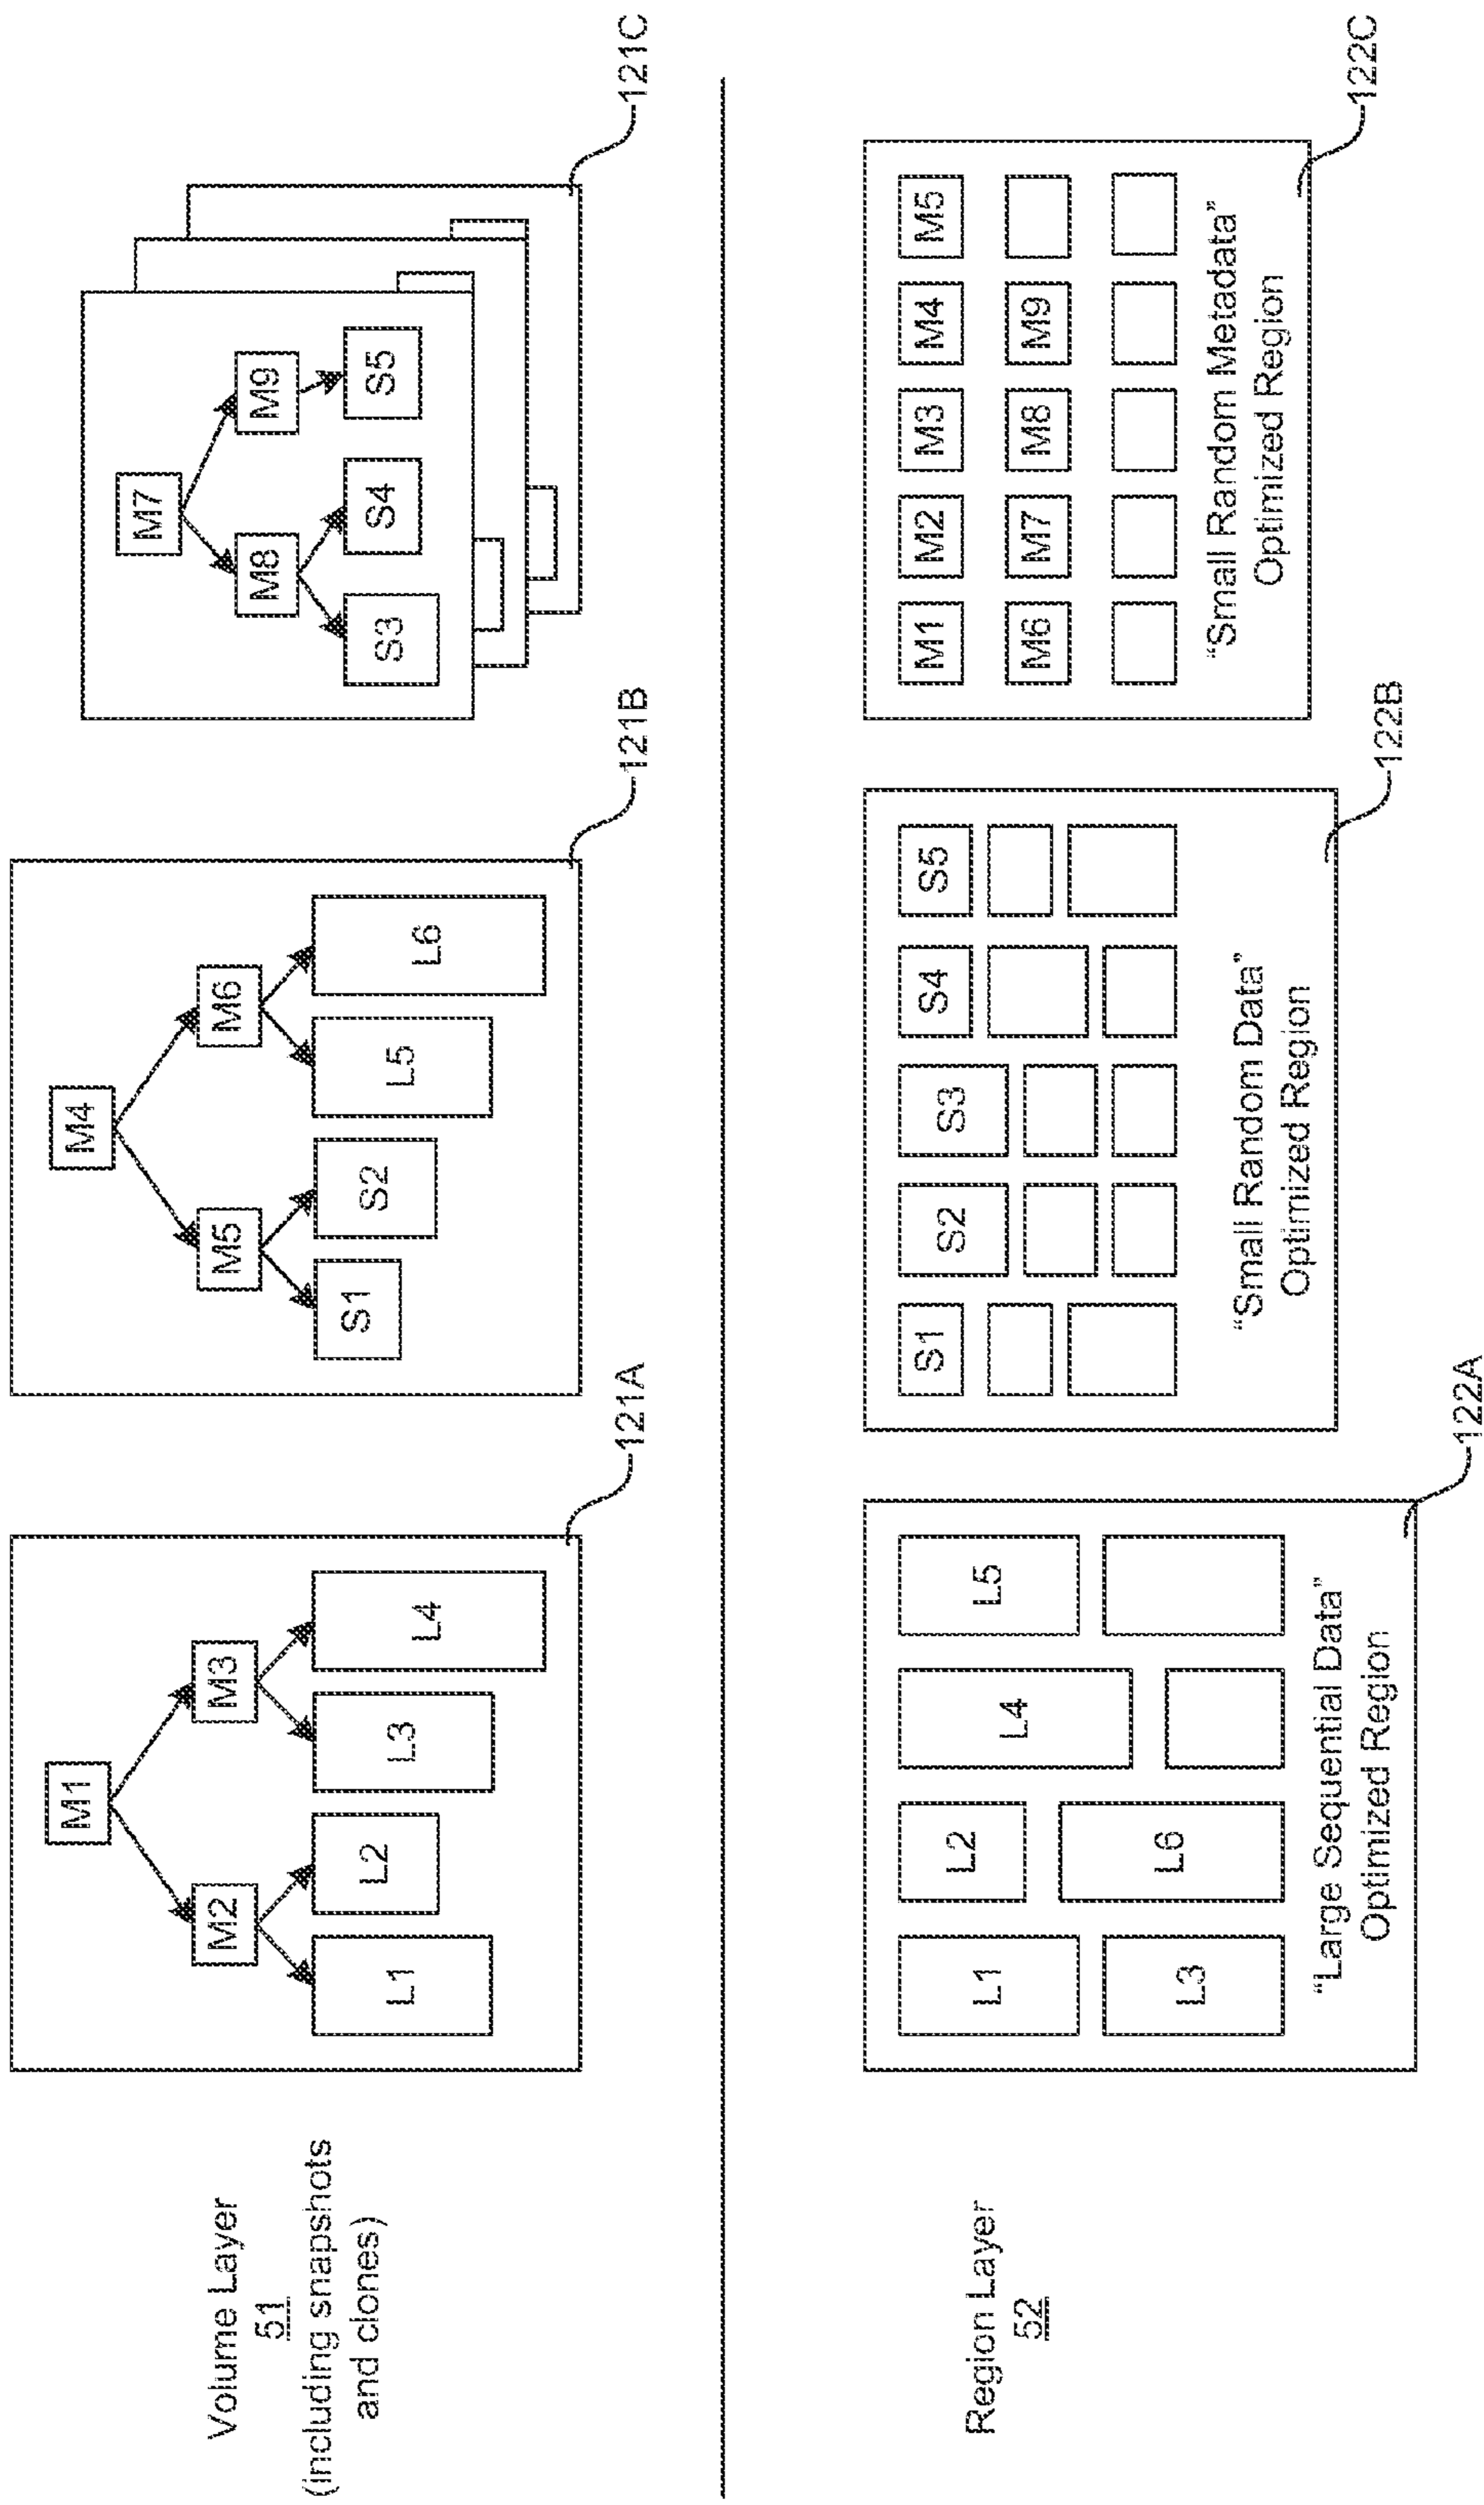 Volume Layer
51
(including snapshots
and clones)
M1
M2
M3
L1
L2
L3
L4
121A
M4
M5
M6
S1
S2
L5
L6
121B
M7
M8
M9
S3
S4
S5
121C
Region Layer
52
L1
L2
L4
L5
L3
L6
“Large Sequential Data”
Optimized Region
122A
S1
S2
S3
S4
S5
“Small Random Data”
Optimized Region
122B
M1
M2
M3
M4
M5
M6
M7
M8
M9
“Small Random Metadata”
Optimized Region
122C